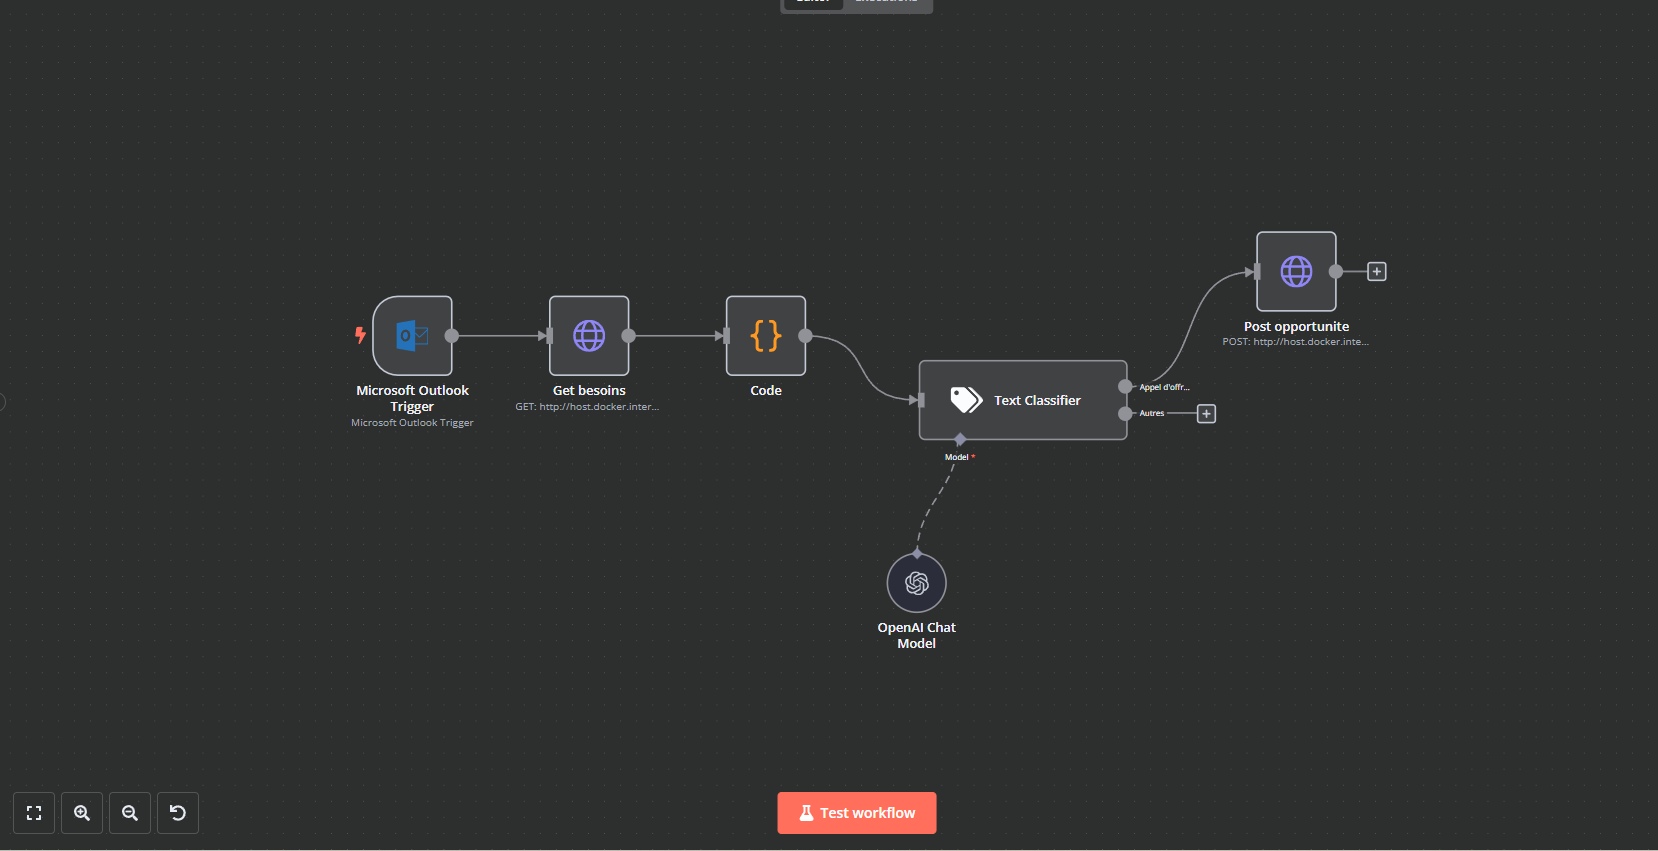 Microsoft Outlook
Trigger
Microsoft Outlook Trigger
Get besoins
GET: http://host.docker.inter...
Code
Text Classifier
Appel d'offr...
Autres
Model *
OpenAI Chat
Model
Post opportunite
POST: http://host.docker.inte...
Test workflow